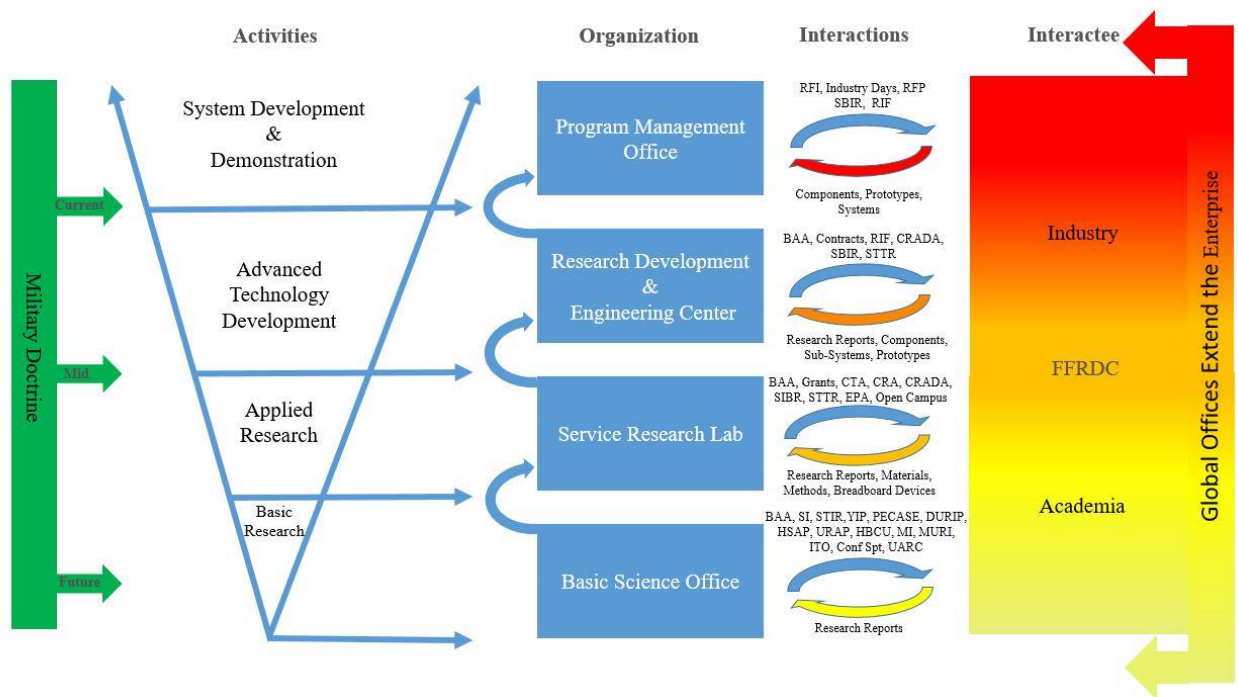 Activities
Organization
Interactions
Interactee
Military Doctrine
Current
Mid
Future
System Development
&
Demonstration
Advanced
Technology
Development
Applied
Research
Basic
Research
Program Management
Office
Research Development
&
Engineering Center
Service Research Lab
Basic Science Office
RFI, Industry Days, RFP
SBIR, RIF
Components, Prototypes,
Systems
BAA, Contracts, RIF, CRADA,
SBIR, STTR
Research Reports, Components,
Sub-Systems, Prototypes
BAA, Grants, CTA, CRA, CRADA,
SIBR, STTR, EPA, Open Campus
Research Reports, Materials,
Methods, Breadboard Devices
BAA, SI, STIR,YIP, PECASE, DURIP,
HSAP, URAP, HBCU, MI, MURI,
ITO, Conf Spt, UARC
Research Reports
Industry
FFRDC
Academia
Global Offices Extend the Enterprise